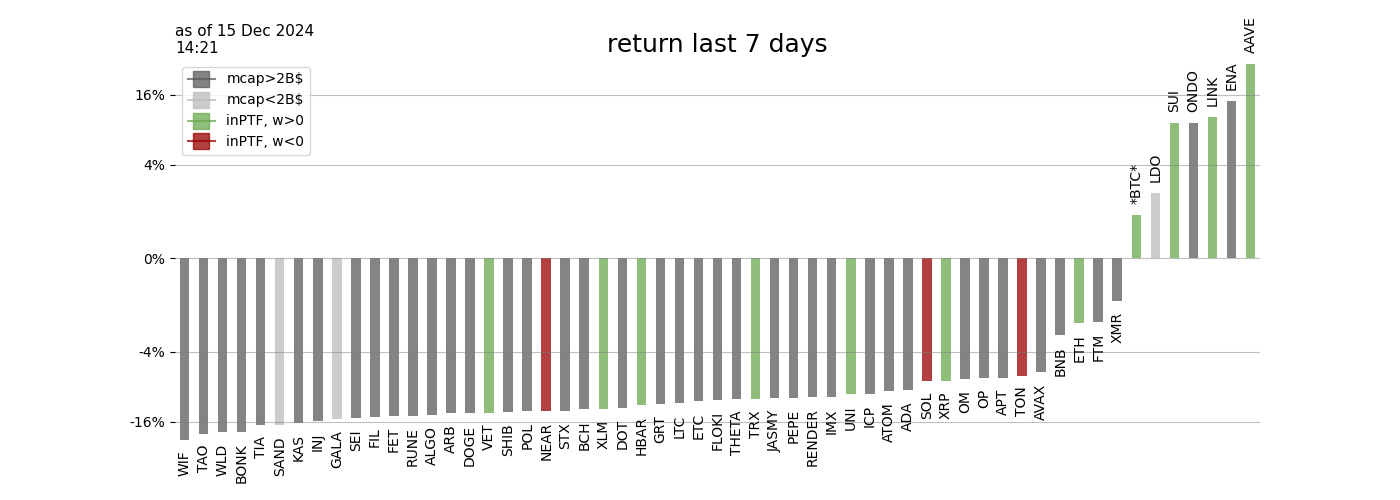 as of 15 Dec 2024
14:21
return last 7 days
mcap>2B$
mcap<2B$
inPTF, w>0
inPTF, w<0
16%
4%
0%
-4%
-16%
WIF
TAO
WLD
BONK
TIA
SAND
KAS
INJ
GALA
SEI
FIL
FET
RUNE
ALGO
ARB
DOGE
VET
SHIB
POL
NEAR
STX
BCH
XLM
DOT
HBAR
GRT
LTC
ETC
FLOKI
THETA
TRX
JASMY
PEPE
RENDER
IMX
UNI
ICP
ATOM
ADA
SOL
XRP
OM
OP
APT
TON
AVAX
BNB
ETH
FTM
XMR
*BTC*
LDO
SUI
ONDO
LINK
ENA
AAVE